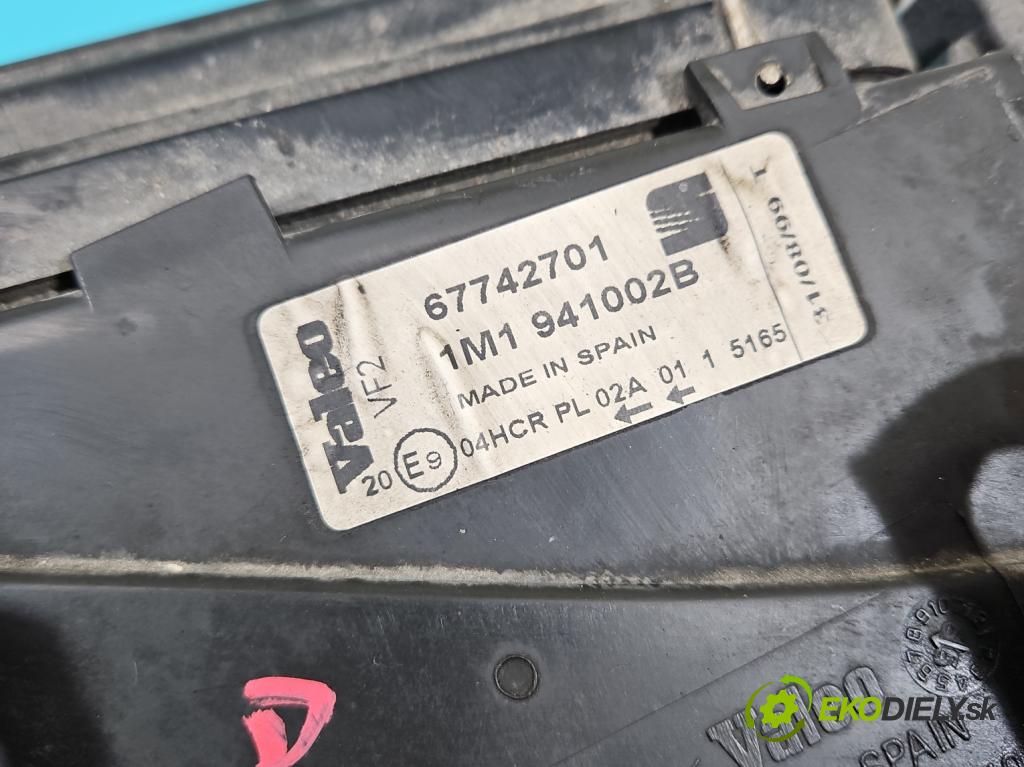 67742701
1M1 941002B
MADE IN SPAIN
VF2
Valeo
20 E9 04HCR PL 02A 01 1 5165
31/08/99 1
Valeo
SPAIN
EKODIELY.sk